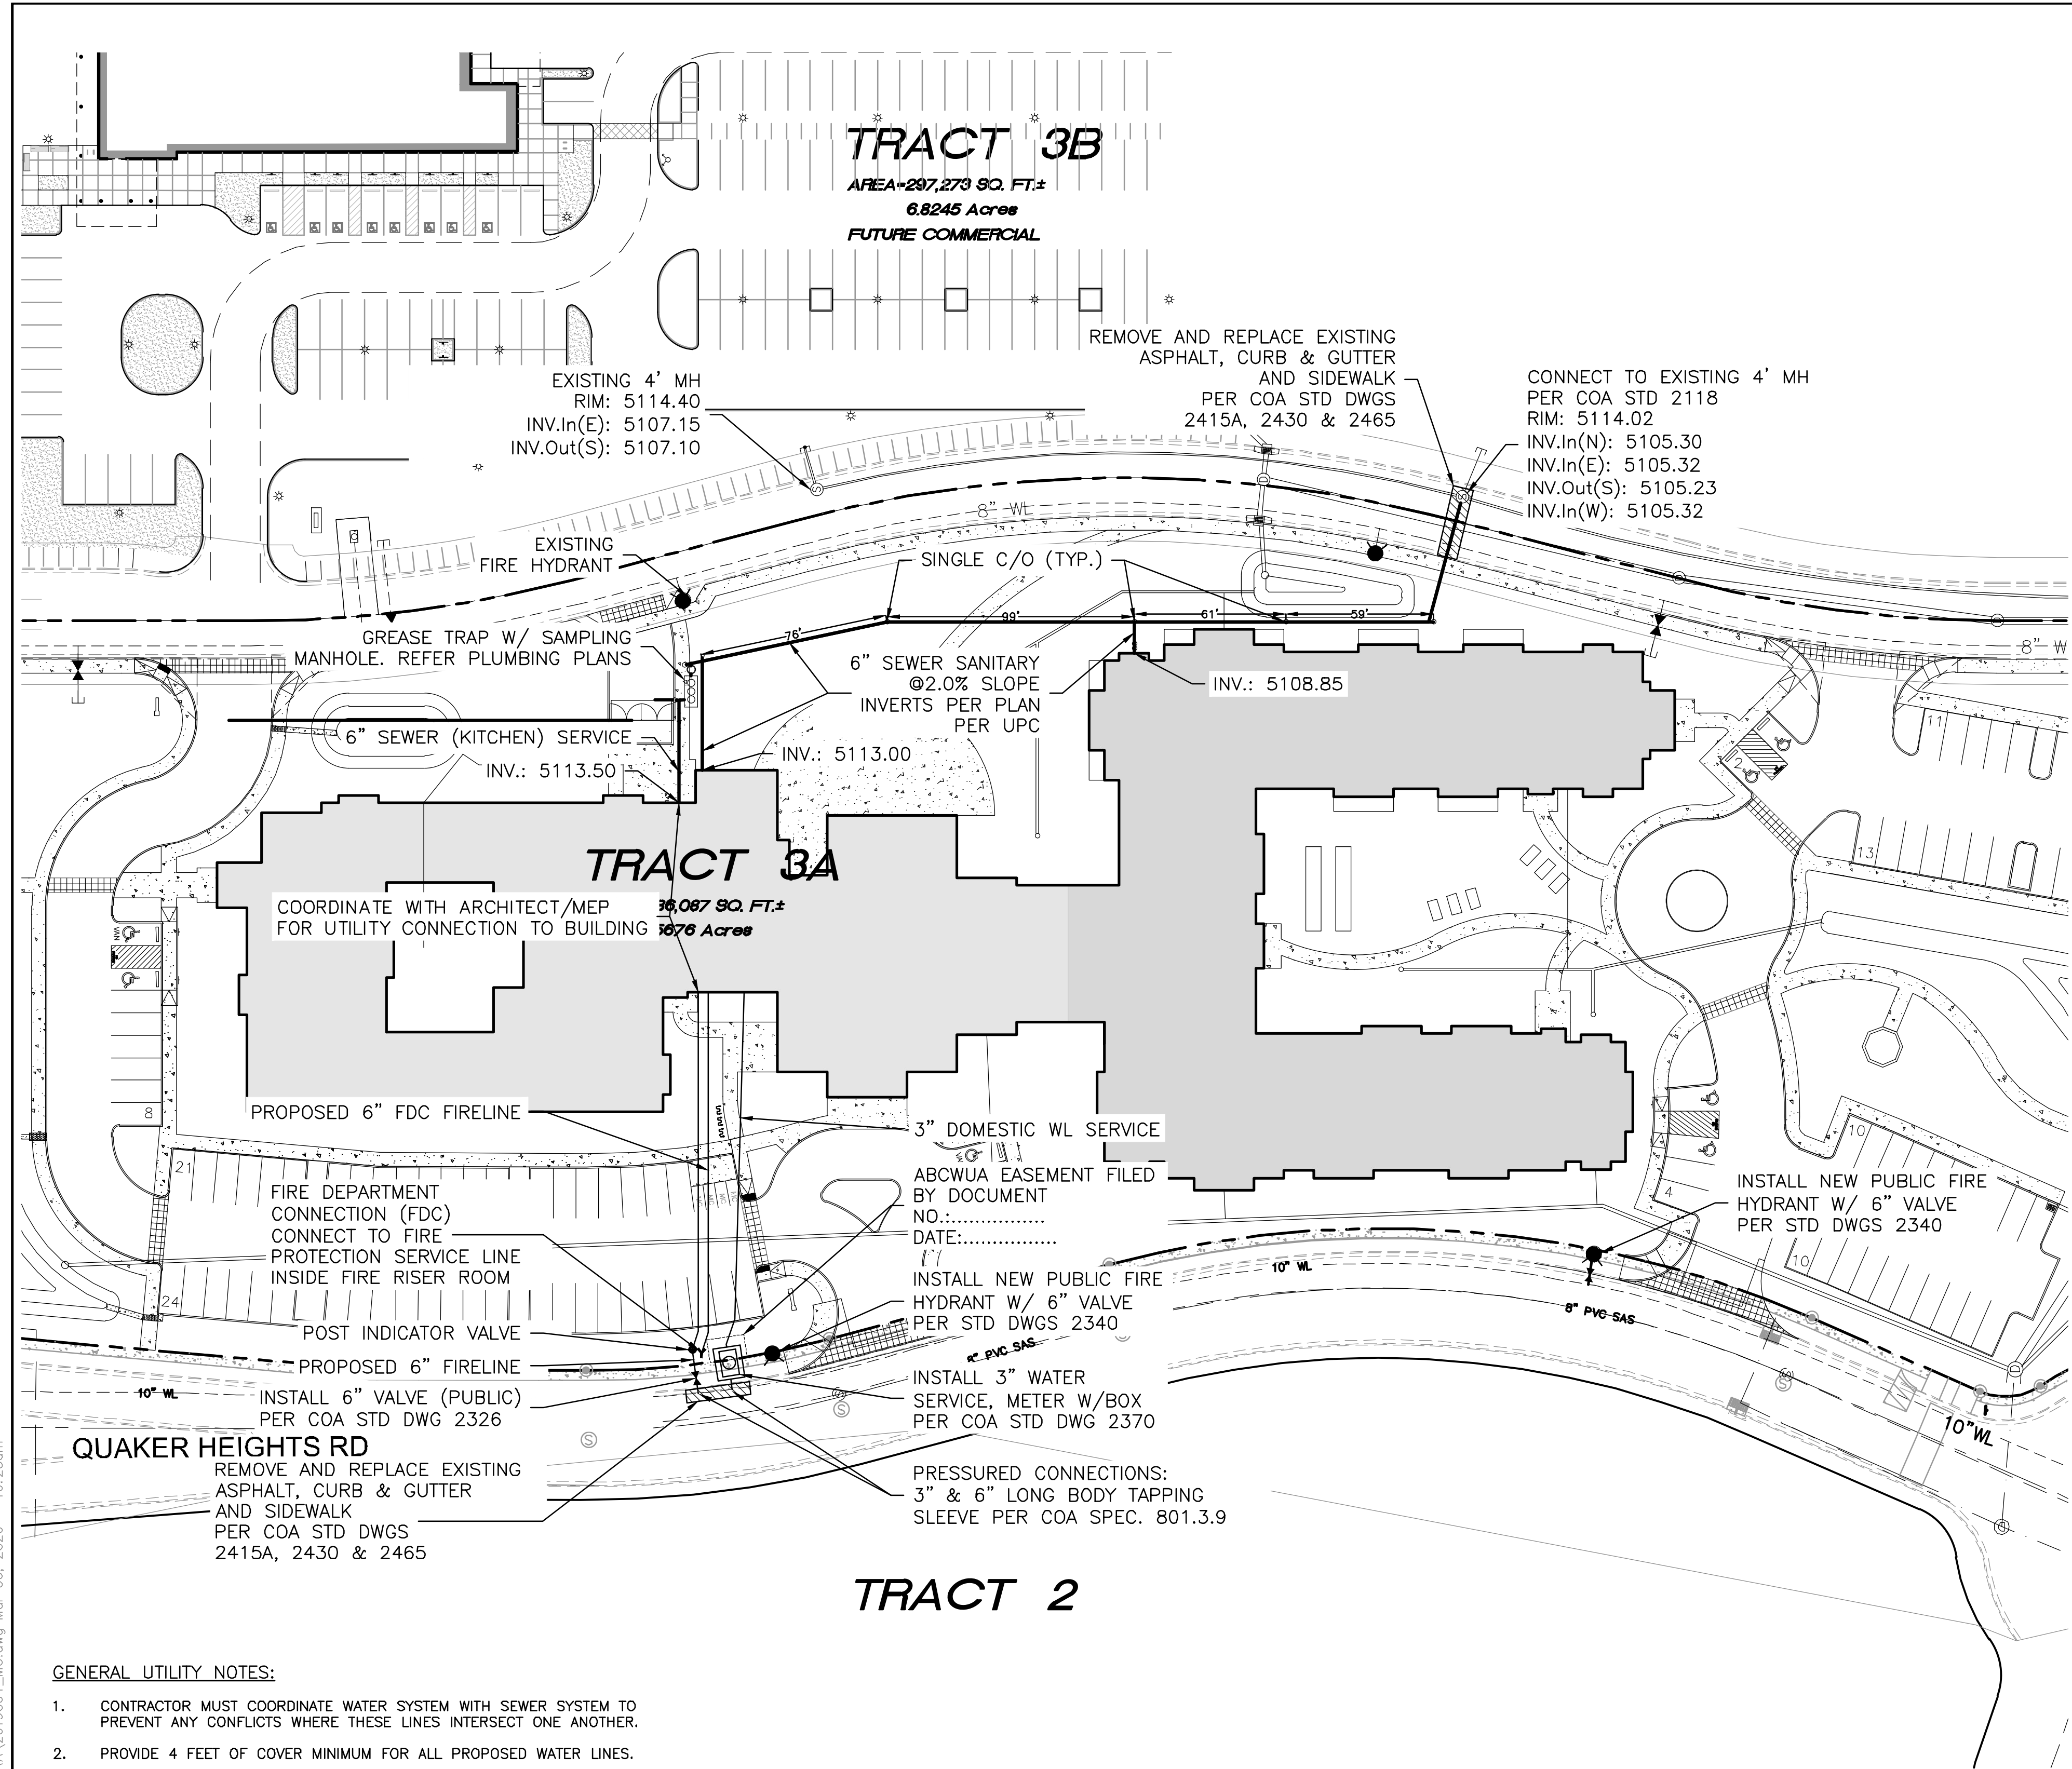 TRACT 3B
AREA=297,273 SQ. FT.±
6.8245 Acres
FUTURE COMMERCIAL
REMOVE AND REPLACE EXISTING
ASPHALT, CURB & GUTTER
AND SIDEWALK
PER COA STD DWGS
2415A, 2430 & 2465
EXISTING 4' MH
RIM: 5114.40
INV.In(E): 5107.15
INV.Out(S): 5107.10
CONNECT TO EXISTING 4' MH
PER COA STD 2118
RIM: 5114.02
INV.In(N): 5105.30
INV.In(E): 5105.32
INV.Out(S): 5105.23
INV.In(W): 5105.32
8" WL
EXISTING
FIRE HYDRANT
SINGLE C/O (TYP.)
99'
61'
59'
76'
GREASE TRAP W/ SAMPLING
MANHOLE. REFER PLUMBING PLANS
6" SEWER SANITARY
@2.0% SLOPE
INVERTS PER PLAN
PER UPC
INV.: 5108.85
8" W
6" SEWER (KITCHEN) SERVICE
INV.: 5113.00
INV.: 5113.50
11
2
13
TRACT 3A
36,087 SQ. FT.±
5676 Acres
COORDINATE WITH ARCHITECT/MEP
FOR UTILITY CONNECTION TO BUILDING
VAN
8
PROPOSED 6" FDC FIRELINE
3" DOMESTIC WL SERVICE
10
21
ABCWUA EASEMENT FILED
BY DOCUMENT
NO.:.................
DATE:.................
4
FIRE DEPARTMENT
CONNECTION (FDC)
CONNECT TO FIRE
PROTECTION SERVICE LINE
INSIDE FIRE RISER ROOM
MC MC MC MC
INSTALL NEW PUBLIC FIRE
HYDRANT W/ 6" VALVE
PER STD DWGS 2340
10
24
10" WL
INSTALL NEW PUBLIC FIRE
HYDRANT W/ 6" VALVE
PER STD DWGS 2340
8" PVC SAS
POST INDICATOR VALVE
8" PVC SAS
PROPOSED 6" FIRELINE
10" WL
INSTALL 6" VALVE (PUBLIC)
PER COA STD DWG 2326
INSTALL 3" WATER
SERVICE, METER W/BOX
PER COA STD DWG 2370
10"WL
QUAKER HEIGHTS RD
REMOVE AND REPLACE EXISTING
ASPHALT, CURB & GUTTER
AND SIDEWALK
PER COA STD DWGS
2415A, 2430 & 2465
PRESSURED CONNECTIONS:
3" & 6" LONG BODY TAPPING
SLEEVE PER COA SPEC. 801.3.9
TRACT 2
GENERAL UTILITY NOTES:
1. CONTRACTOR MUST COORDINATE WATER SYSTEM WITH SEWER SYSTEM TO
PREVENT ANY CONFLICTS WHERE THESE LINES INTERSECT ONE ANOTHER.
2. PROVIDE 4 FEET OF COVER MINIMUM FOR ALL PROPOSED WATER LINES.